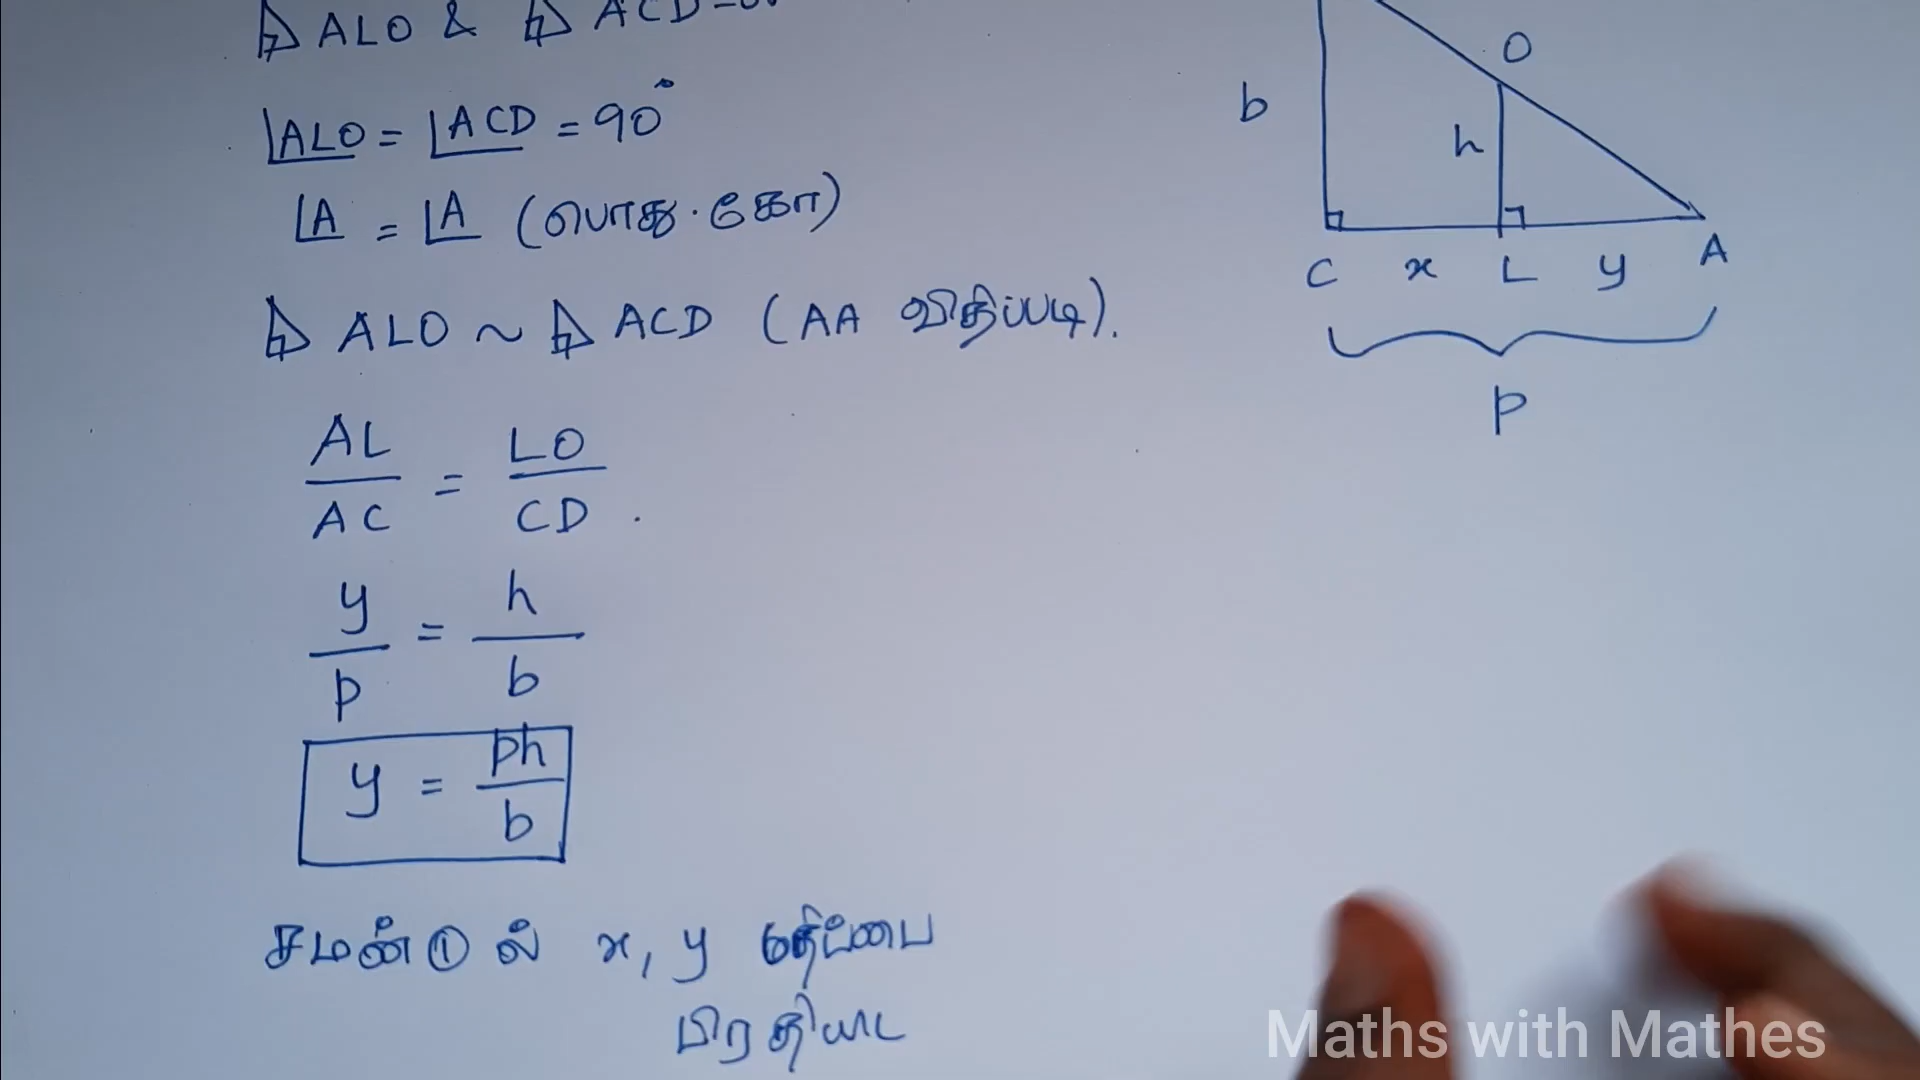 ALO & ACD-
∠ALO = ∠ACD = 90°
∠A = ∠A (பொது . கோ)
ALO ~ ACD (AA விதிப்படி).
AL/AC = LO/CD .
y/p = h/b
y = ph/b
சமன் ① ல் x, y மதிப்பை
பிரதியிட
O
b
h
C x L y A
p
Maths with Mathes